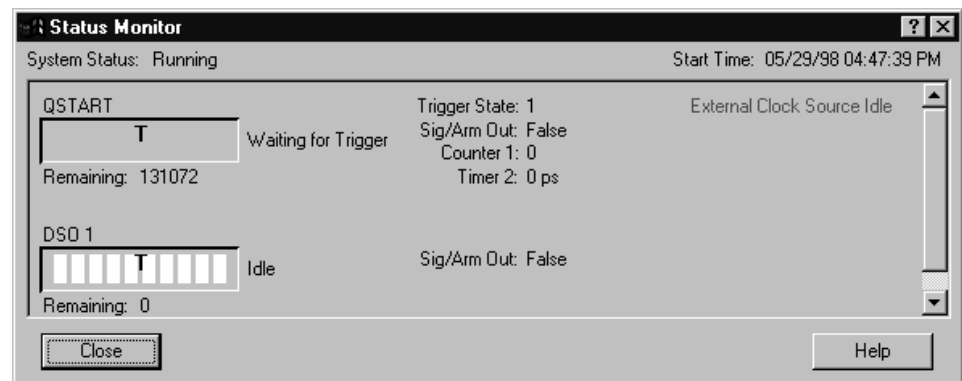 Status Monitor
System Status: Running
Start Time: 05/29/98 04:47:39 PM
QSTART
T
Waiting for Trigger
Remaining: 131072
Trigger State: 1
Sig/Arm Out: False
Counter 1: 0
Timer 2: 0 ps
External Clock Source Idle
DSO 1
T
Idle
Remaining: 0
Sig/Arm Out: False
Close
Help